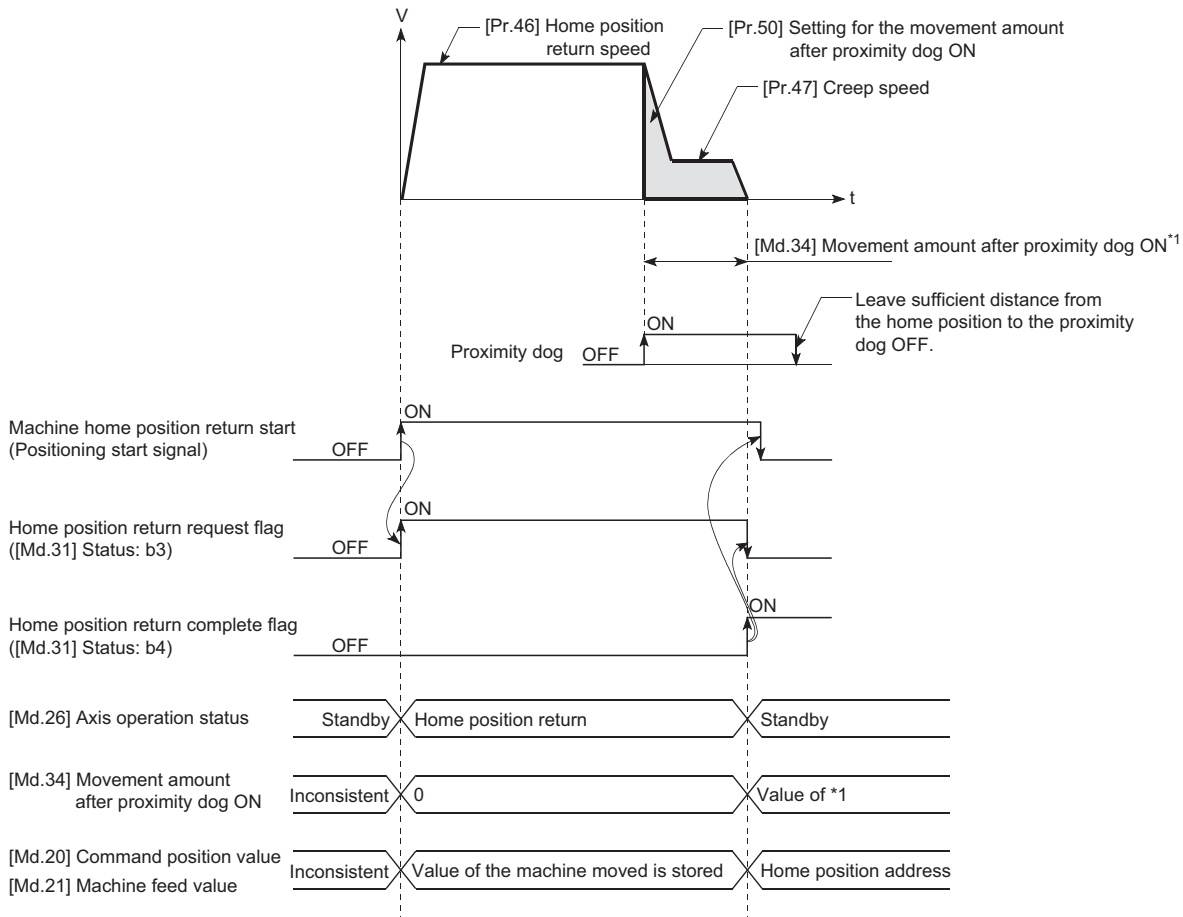 V
[Pr.46] Home position
return speed
[Pr.50] Setting for the movement amount
after proximity dog ON
[Pr.47] Creep speed
t
[Md.34] Movement amount after proximity dog ON*1
Leave sufficient distance from
the home position to the proximity
dog OFF.
ON
Proximity dog OFF
ON
Machine home position return start
(Positioning start signal)
OFF
ON
Home position return request flag
([Md.31] Status: b3)
OFF
ON
Home position return complete flag
([Md.31] Status: b4)
OFF
[Md.26] Axis operation status Standby Home position return Standby
[Md.34] Movement amount
after proximity dog ON
Inconsistent 0 Value of *1
[Md.20] Command position value
[Md.21] Machine feed value
Inconsistent Value of the machine moved is stored Home position address